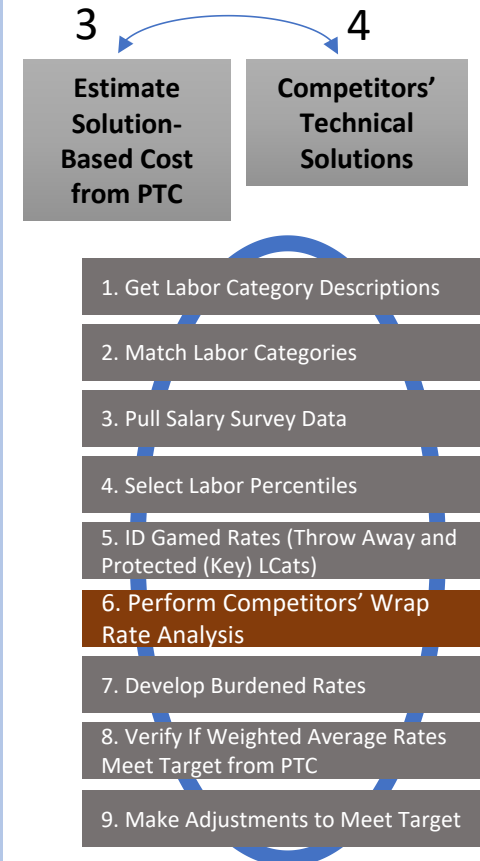 3
4
Estimate
Solution-
Based Cost
from PTC
Competitors’
Technical
Solutions
1. Get Labor Category Descriptions
2. Match Labor Categories
3. Pull Salary Survey Data
4. Select Labor Percentiles
5. ID Gamed Rates (Throw Away and
Protected (Key) LCats)
6. Perform Competitors’ Wrap
Rate Analysis
7. Develop Burdened Rates
8. Verify If Weighted Average Rates
Meet Target from PTC
9. Make Adjustments to Meet Target